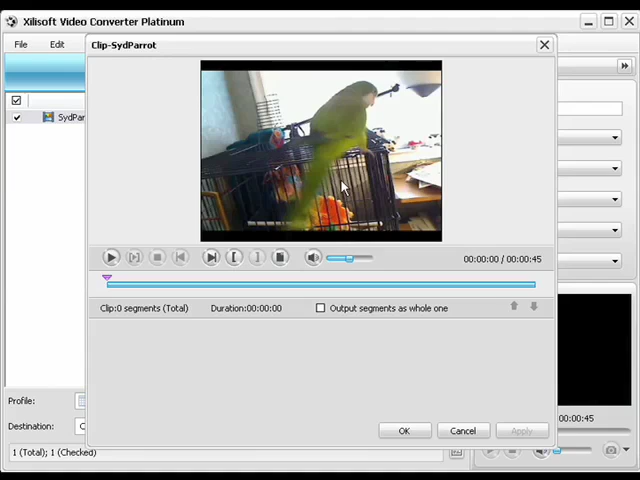 Xilisoft Video Converter Platinum
File Edit
Clip-SydParrot
SydPar
00:00:00 / 00:00:45
Clip:0 segments (Total) Duration:00:00:00 Output segments as whole one
Profile:
00:00:45
Destination: C
OK Cancel Apply
1 (Total); 1 (Checked)